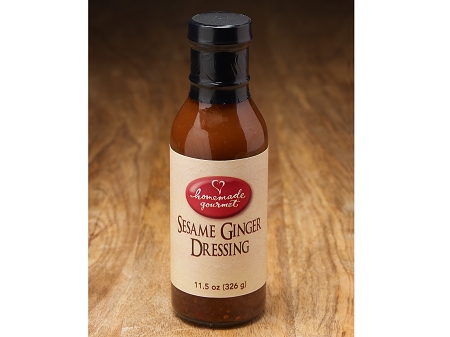 homemade
gourmet
SESAME GINGER
DRESSING
11.5 oz (326 g)